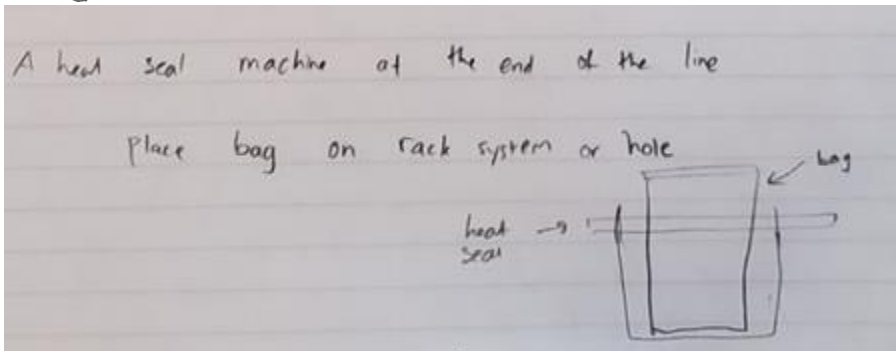 A heat seal machine at the end of the line
Place bag on rack system or hole
bag
heat
seal